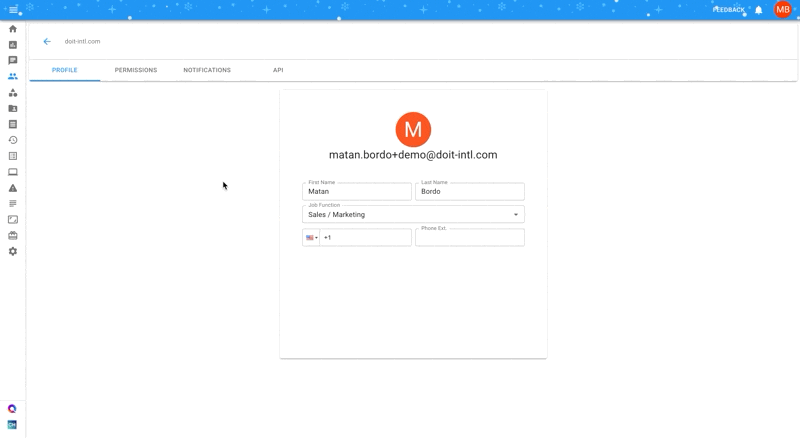 FEEDBACK
MB
doit-intl.com
PROFILE
PERMISSIONS
NOTIFICATIONS
API
M
matan.bordo+demo@doit-intl.com
First Name
Matan
Last Name
Bordo
Job Function
Sales / Marketing
+1
Phone Ext.